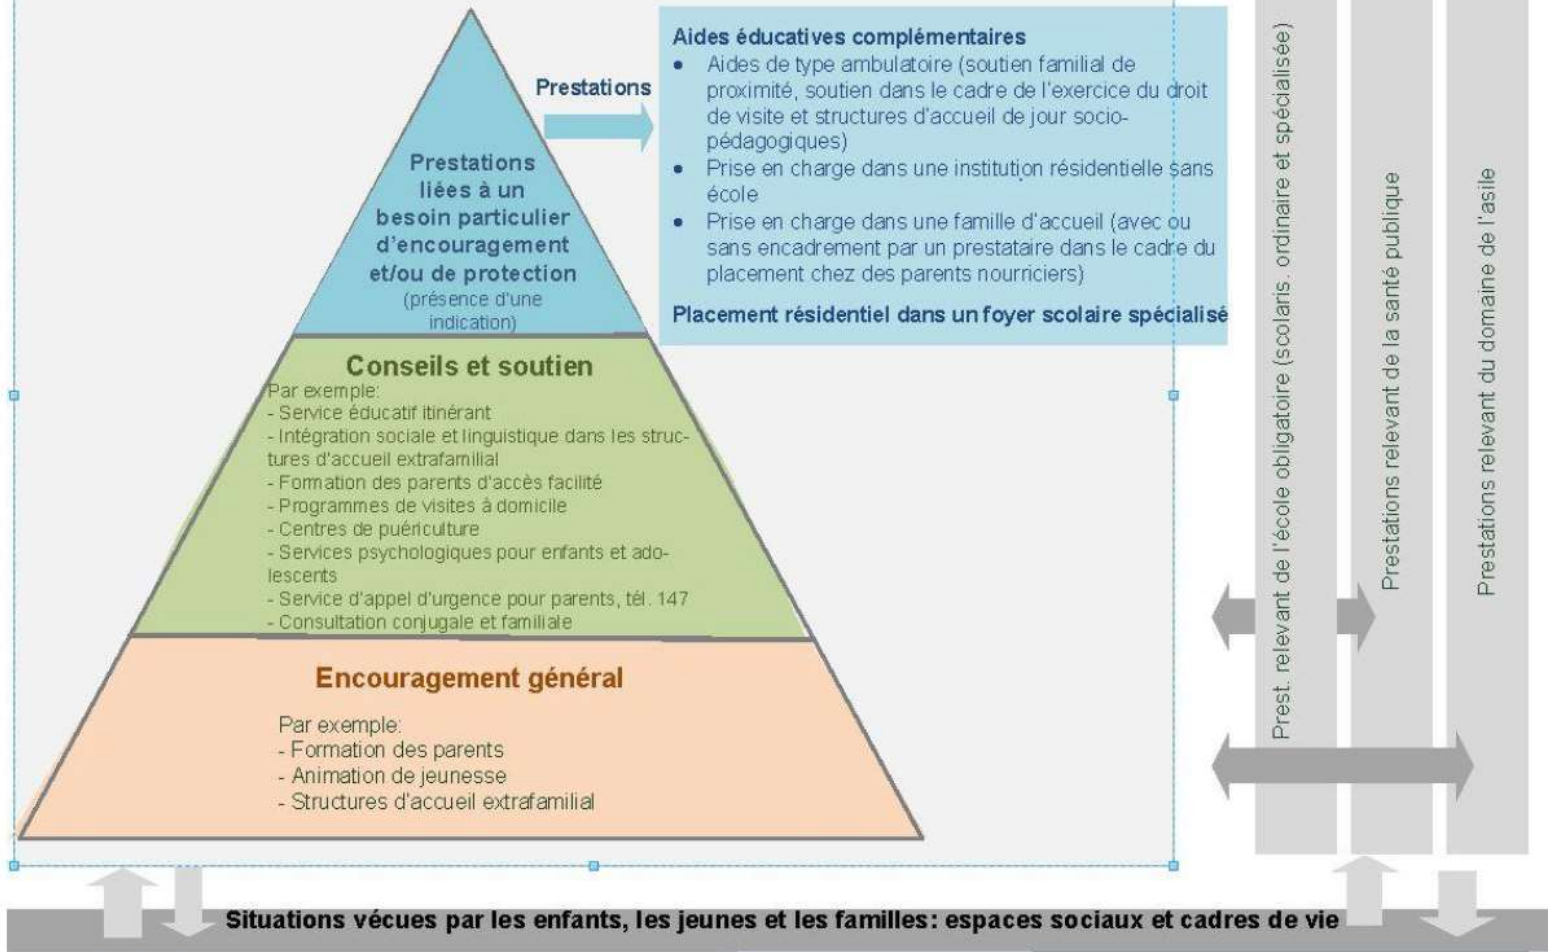 Prestations
liées à un
besoin particulier
d'encouragement
et/ou de protection
(présence d'une
indication)
Prestations
Aides éducatives complémentaires
• Aides de type ambulatoire (soutien familial de
proximité, soutien dans le cadre de l'exercice du droit
de visite et structures d'accueil de jour socio-
pédagogiques)
• Prise en charge dans une institution résidentielle sans
école
• Prise en charge dans une famille d'accueil (avec ou
sans encadrement par un prestataire dans le cadre du
placement chez des parents nourriciers)
Placement résidentiel dans un foyer scolaire spécialisé
Conseils et soutien
Par exemple:
- Service éducatif itinérant
- Intégration sociale et linguistique dans les struc-
tures d'accueil extrafamilial
- Formation des parents d'accès facilité
- Programmes de visites à domicile
- Centres de puériculture
- Services psychologiques pour enfants et ado-
lescents
- Service d'appel d'urgence pour parents, tél. 147
- Consultation conjugale et familiale
Encouragement général
Par exemple:
- Formation des parents
- Animation de jeunesse
- Structures d'accueil extrafamilial
Prest. relevant de l'école obligatoire (scolaris. ordinaire et spécialisée)
Prestations relevant de la santé publique
Prestations relevant du domaine de l'asile
Situations vécues par les enfants, les jeunes et les familles: espaces sociaux et cadres de vie